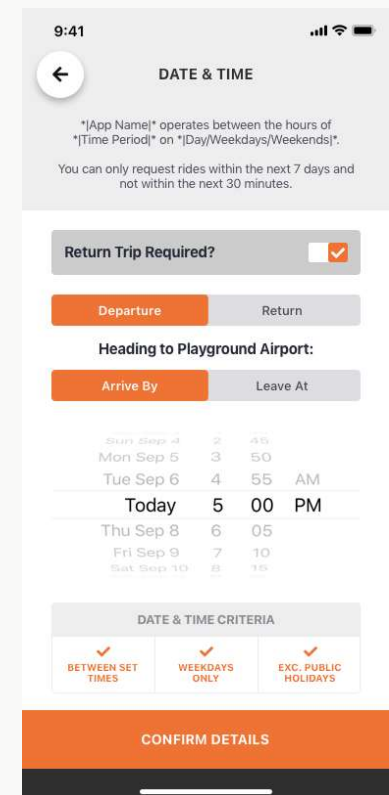 9:41
DATE & TIME
*|App Name|* operates between the hours of
*|Time Period|* on *|Day/Weekdays/Weekends|*.
You can only request rides within the next 7 days and
not within the next 30 minutes.
Return Trip Required?
Departure Return
Heading to Playground Airport:
Arrive By Leave At
Sun Sep 4 2 45
Mon Sep 5 3 50
Tue Sep 6 4 55 AM
Today 5 00 PM
Thu Sep 8 6 05
Fri Sep 9 7 10
Sat Sep 10 8 15
DATE & TIME CRITERIA
BETWEEN SET TIMES
WEEKDAYS ONLY
EXC. PUBLIC HOLIDAYS
CONFIRM DETAILS